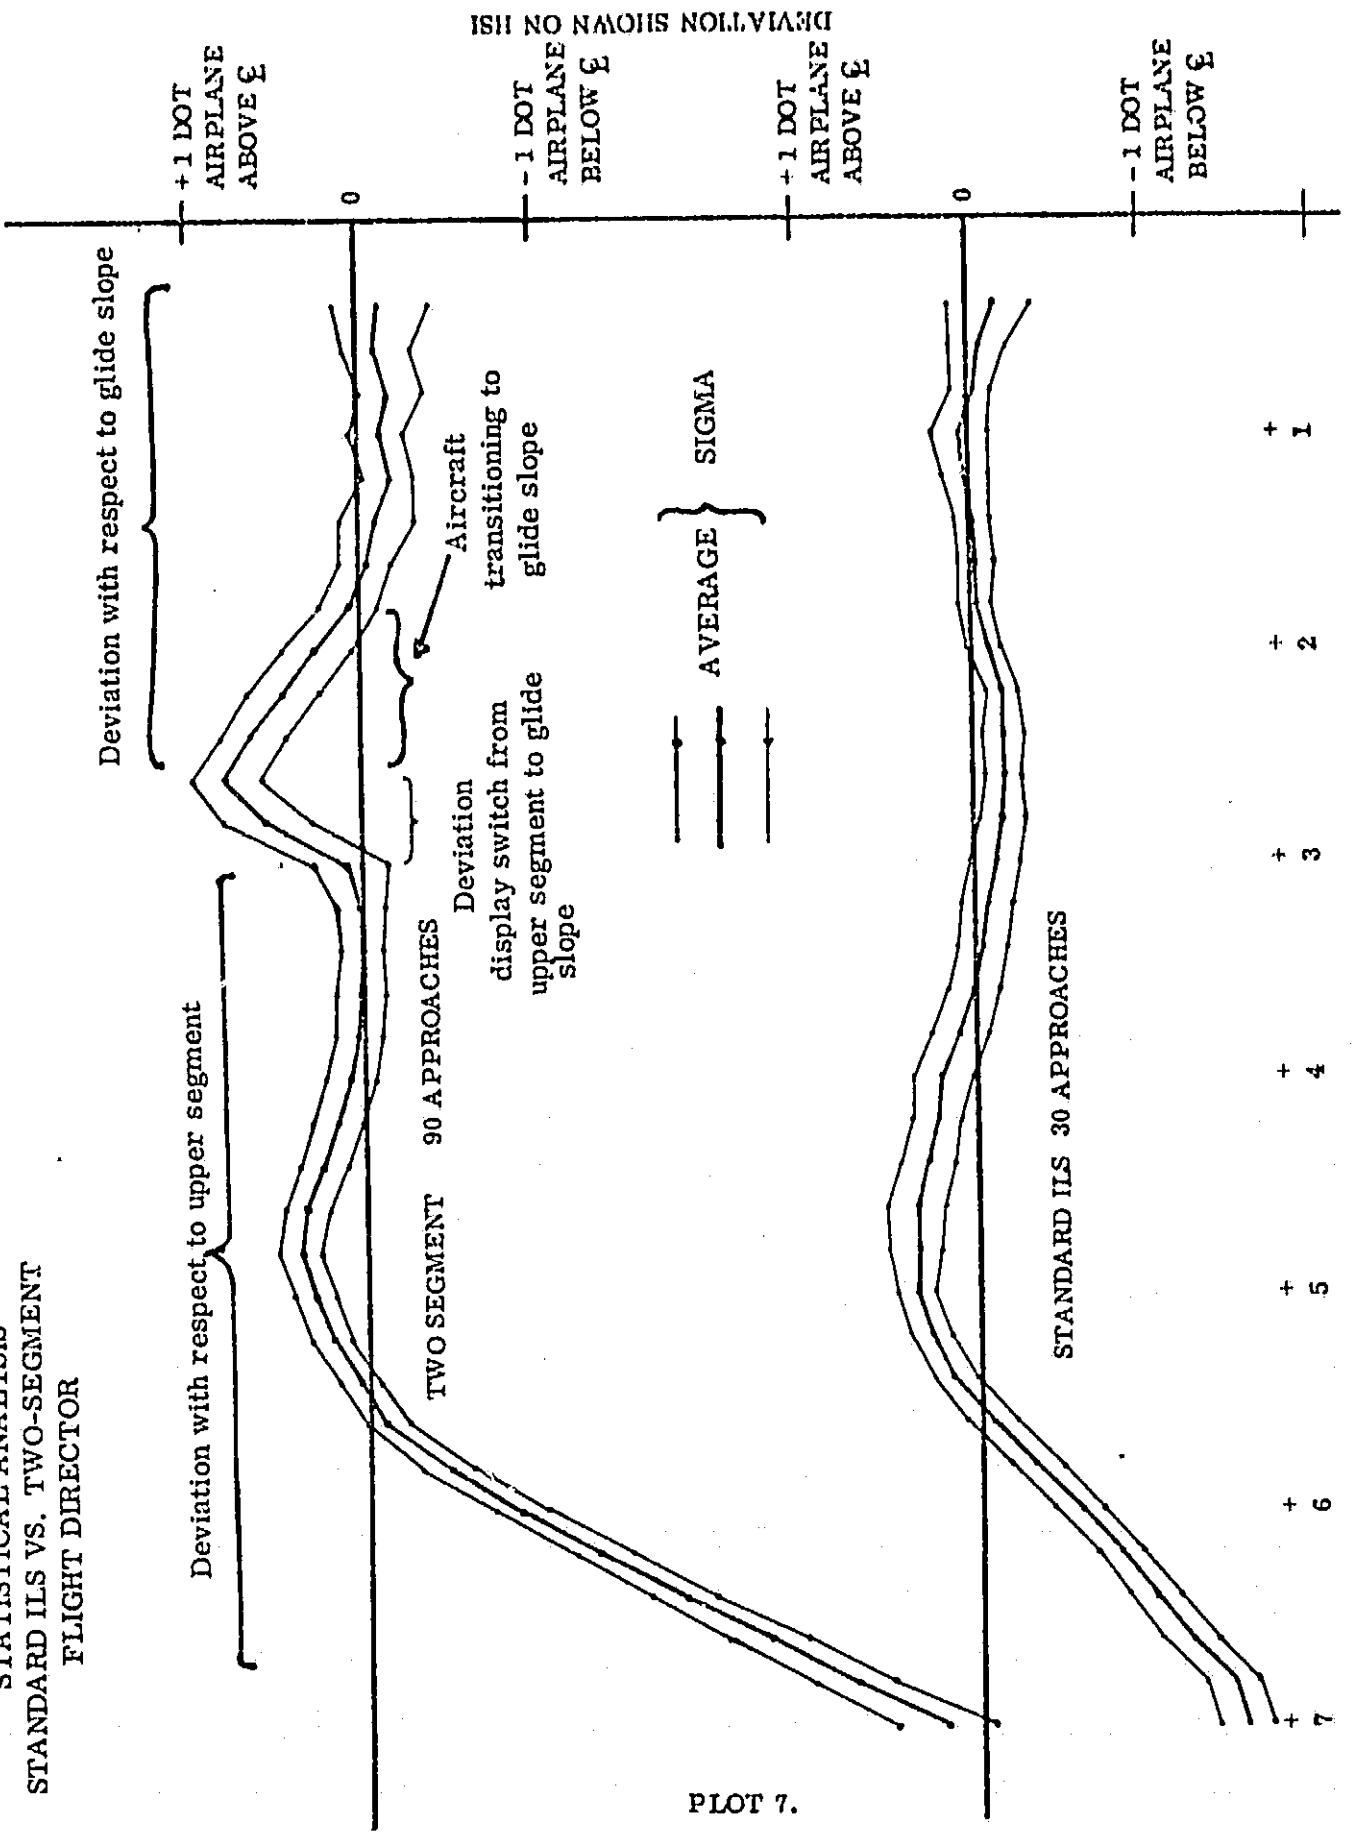 STATISTICAL ANALYSIS
STANDARD ILS VS. TWO-SEGMENT
FLIGHT DIRECTOR
Deviation with respect to upper segment
Deviation with respect to glide slope
+1 DOT
AIRPLANE
ABOVE ℄
0
-1 DOT
AIRPLANE
BELOW ℄
DEVIATION SHOWN ON HSI
TWO SEGMENT 90 APPROACHES
Deviation
display switch from
upper segment to glide
slope
Aircraft
transitioning to
glide slope
AVERAGE
SIGMA
+1 DOT
AIRPLANE
ABOVE ℄
0
-1 DOT
AIRPLANE
BELOW ℄
STANDARD ILS 30 APPROACHES
7
6
5
4
3
2
1
PLOT 7.